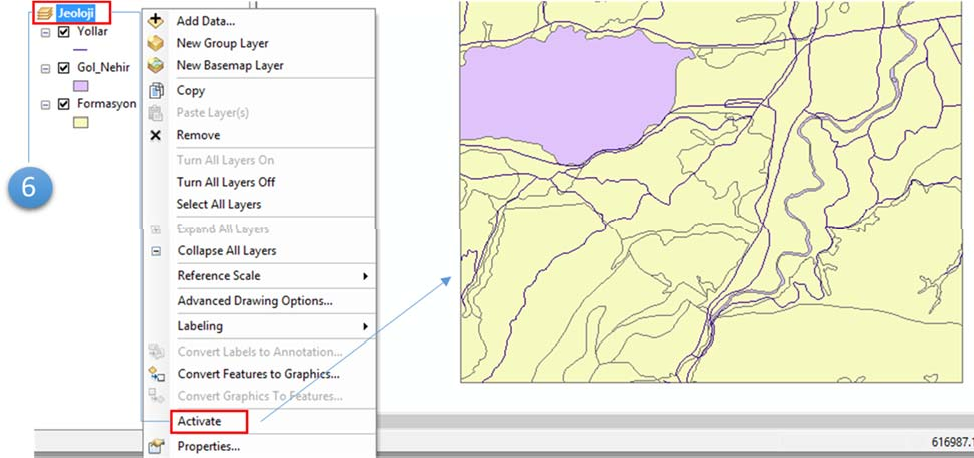 Jeoloji
Yollar
Gol_Nehir
Formasyon
6
Add Data...
New Group Layer
New Basemap Layer
Copy
Paste Layer(s)
Remove
Turn All Layers On
Turn All Layers Off
Select All Layers
Expand All Layers
Collapse All Layers
Reference Scale
Advanced Drawing Options...
Labeling
Convert Labels to Annotation...
Convert Features to Graphics...
Convert Graphics To Features...
Activate
Properties...
616987.1